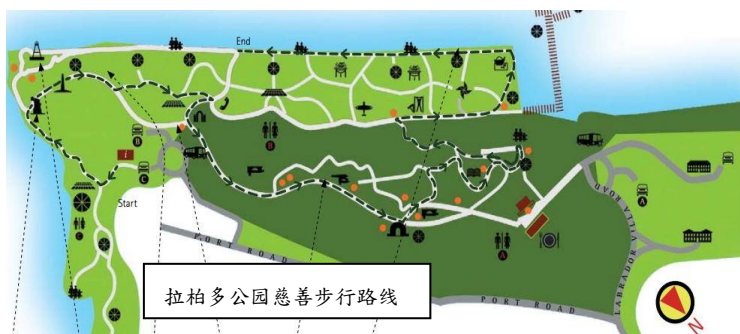 End
B
i
C
Start
C
B
A
A
PORT ROAD
PORT ROAD
LABRADOR VILLA ROAD
拉柏多公园慈善步行路线
N